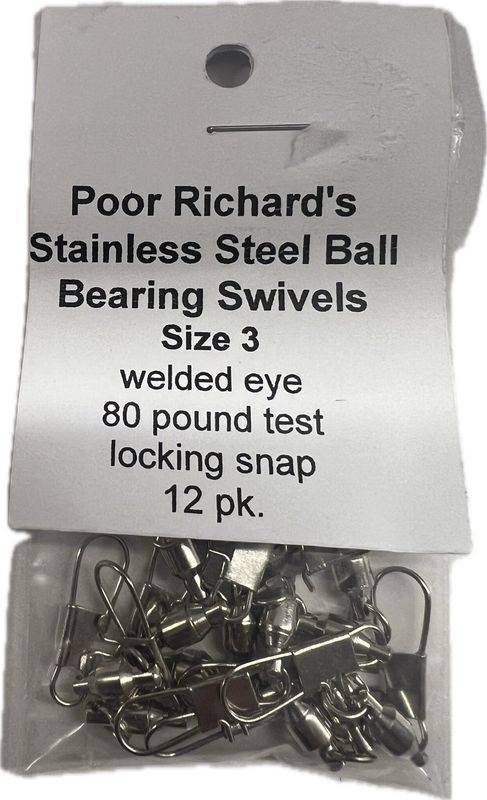 Poor Richard's
Stainless Steel Ball
Bearing Swivels
Size 3
welded eye
80 pound test
locking snap
12 pk.